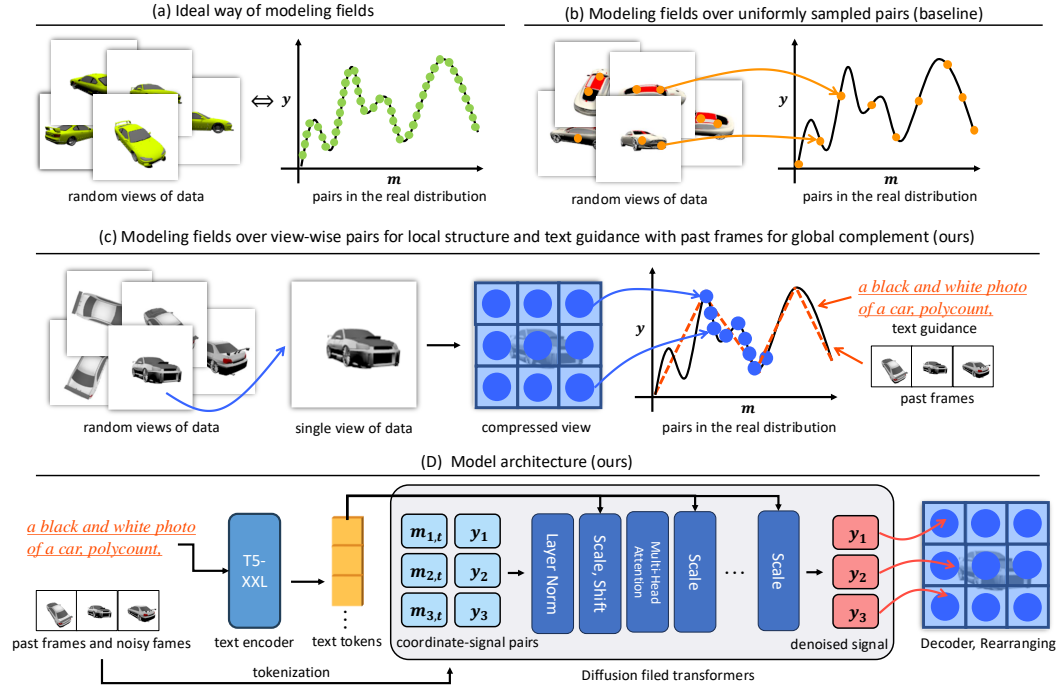 (a) Ideal way of modeling fields
y
⇔
m
random views of data
pairs in the real distribution
(b) Modeling fields over uniformly sampled pairs (baseline)
y
m
random views of data
pairs in the real distribution
(c) Modeling fields over view-wise pairs for local structure and text guidance with past frames for global complement (ours)
a black and white photo
of a car, polycount,
text guidance
y
m
past frames
random views of data
single view of data
compressed view
pairs in the real distribution
(D) Model architecture (ours)
a black and white photo
of a car, polycount,
past frames and noisy fames
T5-
XXL
text encoder
text tokens
tokenization
m1,t
y1
m2,t
y2
m3,t
y3
coordinate-signal pairs
Layer Norm
Scale, Shift
Multi-Head
Attention
Scale
...
Scale
y1
y2
y3
denoised signal
Diffusion filed transformers
Decoder, Rearranging